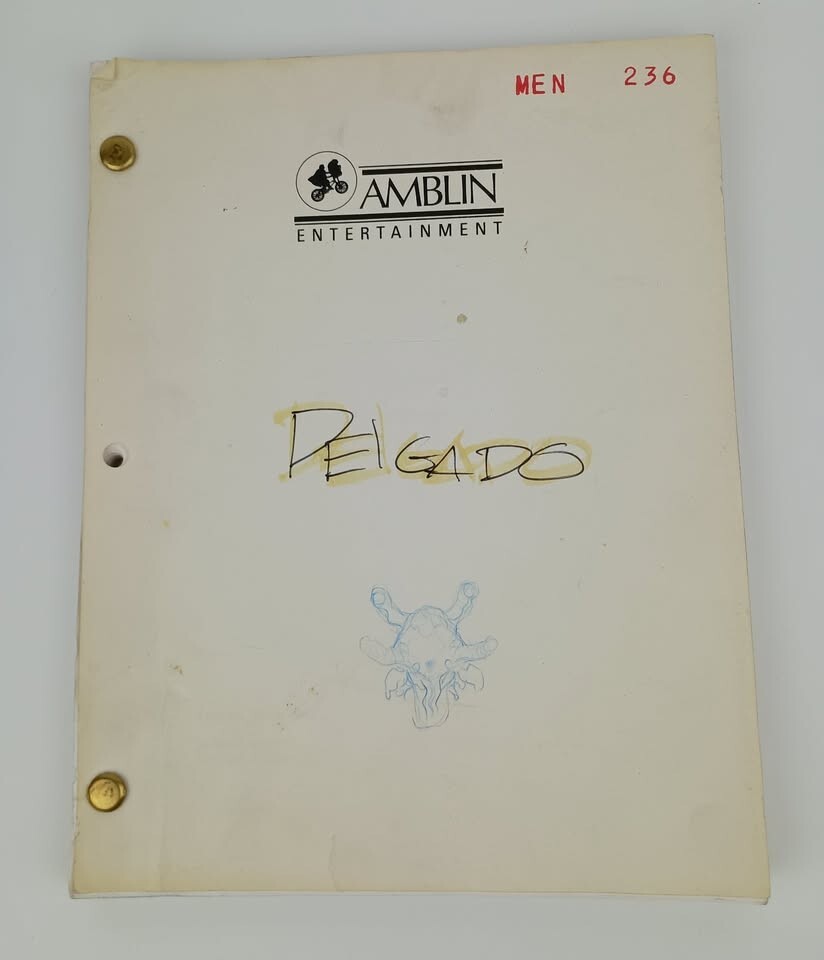 MEN 236
AMBLIN
ENTERTAINMENT
DELGADO